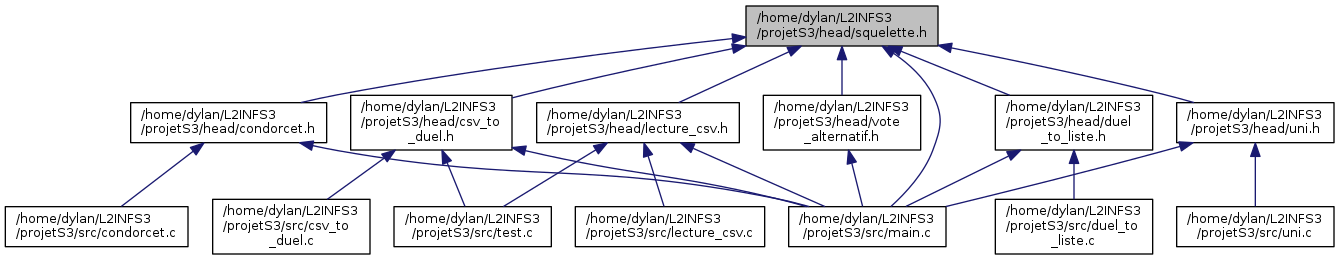 /home/dylan/L2INFS3
/projetS3/head/squelette.h
/home/dylan/L2INFS3
/projetS3/head/condorcet.h
/home/dylan/L2INFS3
/projetS3/head/csv_to
_duel.h
/home/dylan/L2INFS3
/projetS3/head/lecture_csv.h
/home/dylan/L2INFS3
/projetS3/head/vote
_alternatif.h
/home/dylan/L2INFS3
/projetS3/head/duel
_to_liste.h
/home/dylan/L2INFS3
/projetS3/head/uni.h
/home/dylan/L2INFS3
/projetS3/src/condorcet.c
/home/dylan/L2INFS3
/projetS3/src/csv_to
_duel.c
/home/dylan/L2INFS3
/projetS3/src/test.c
/home/dylan/L2INFS3
/projetS3/src/lecture_csv.c
/home/dylan/L2INFS3
/projetS3/src/main.c
/home/dylan/L2INFS3
/projetS3/src/duel_to
_liste.c
/home/dylan/L2INFS3
/projetS3/src/uni.c